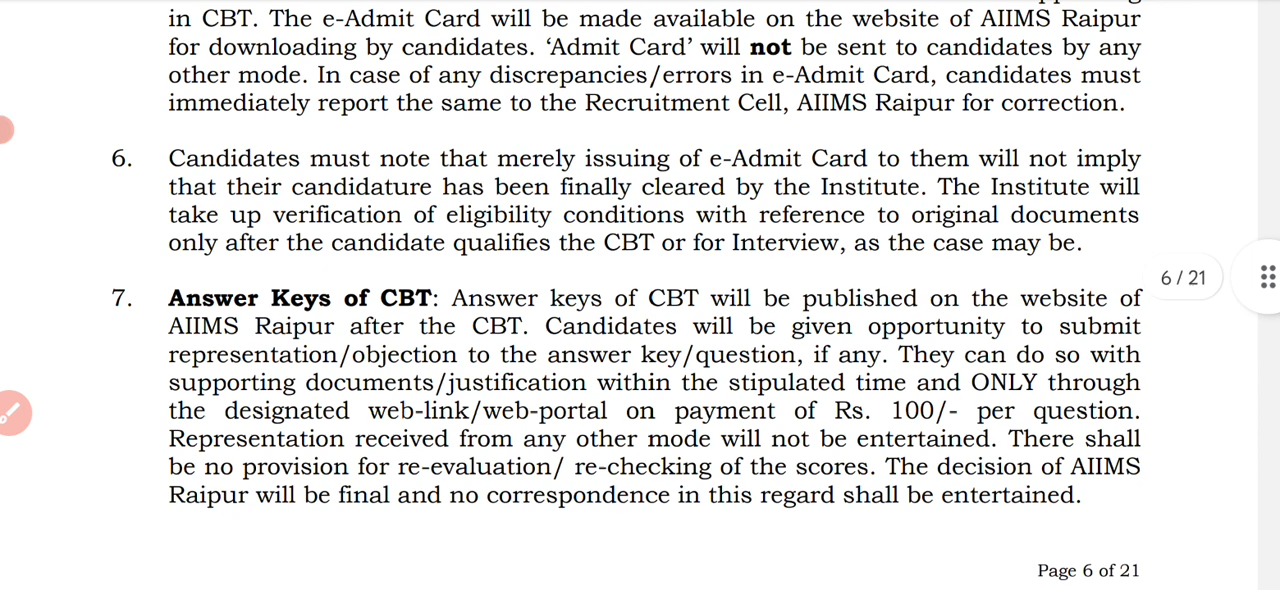 in CBT. The e-Admit Card will be made available on the website of AIIMS Raipur
for downloading by candidates. ‘Admit Card’ will not be sent to candidates by any
other mode. In case of any discrepancies/errors in e-Admit Card, candidates must
immediately report the same to the Recruitment Cell, AIIMS Raipur for correction.
6. Candidates must note that merely issuing of e-Admit Card to them will not imply
that their candidature has been finally cleared by the Institute. The Institute will
take up verification of eligibility conditions with reference to original documents
only after the candidate qualifies the CBT or for Interview, as the case may be.
6 / 21
7. Answer Keys of CBT: Answer keys of CBT will be published on the website of
AIIMS Raipur after the CBT. Candidates will be given opportunity to submit
representation/objection to the answer key/question, if any. They can do so with
supporting documents/justification within the stipulated time and ONLY through
the designated web-link/web-portal on payment of Rs. 100/- per question.
Representation received from any other mode will not be entertained. There shall
be no provision for re-evaluation/ re-checking of the scores. The decision of AIIMS
Raipur will be final and no correspondence in this regard shall be entertained.
Page 6 of 21